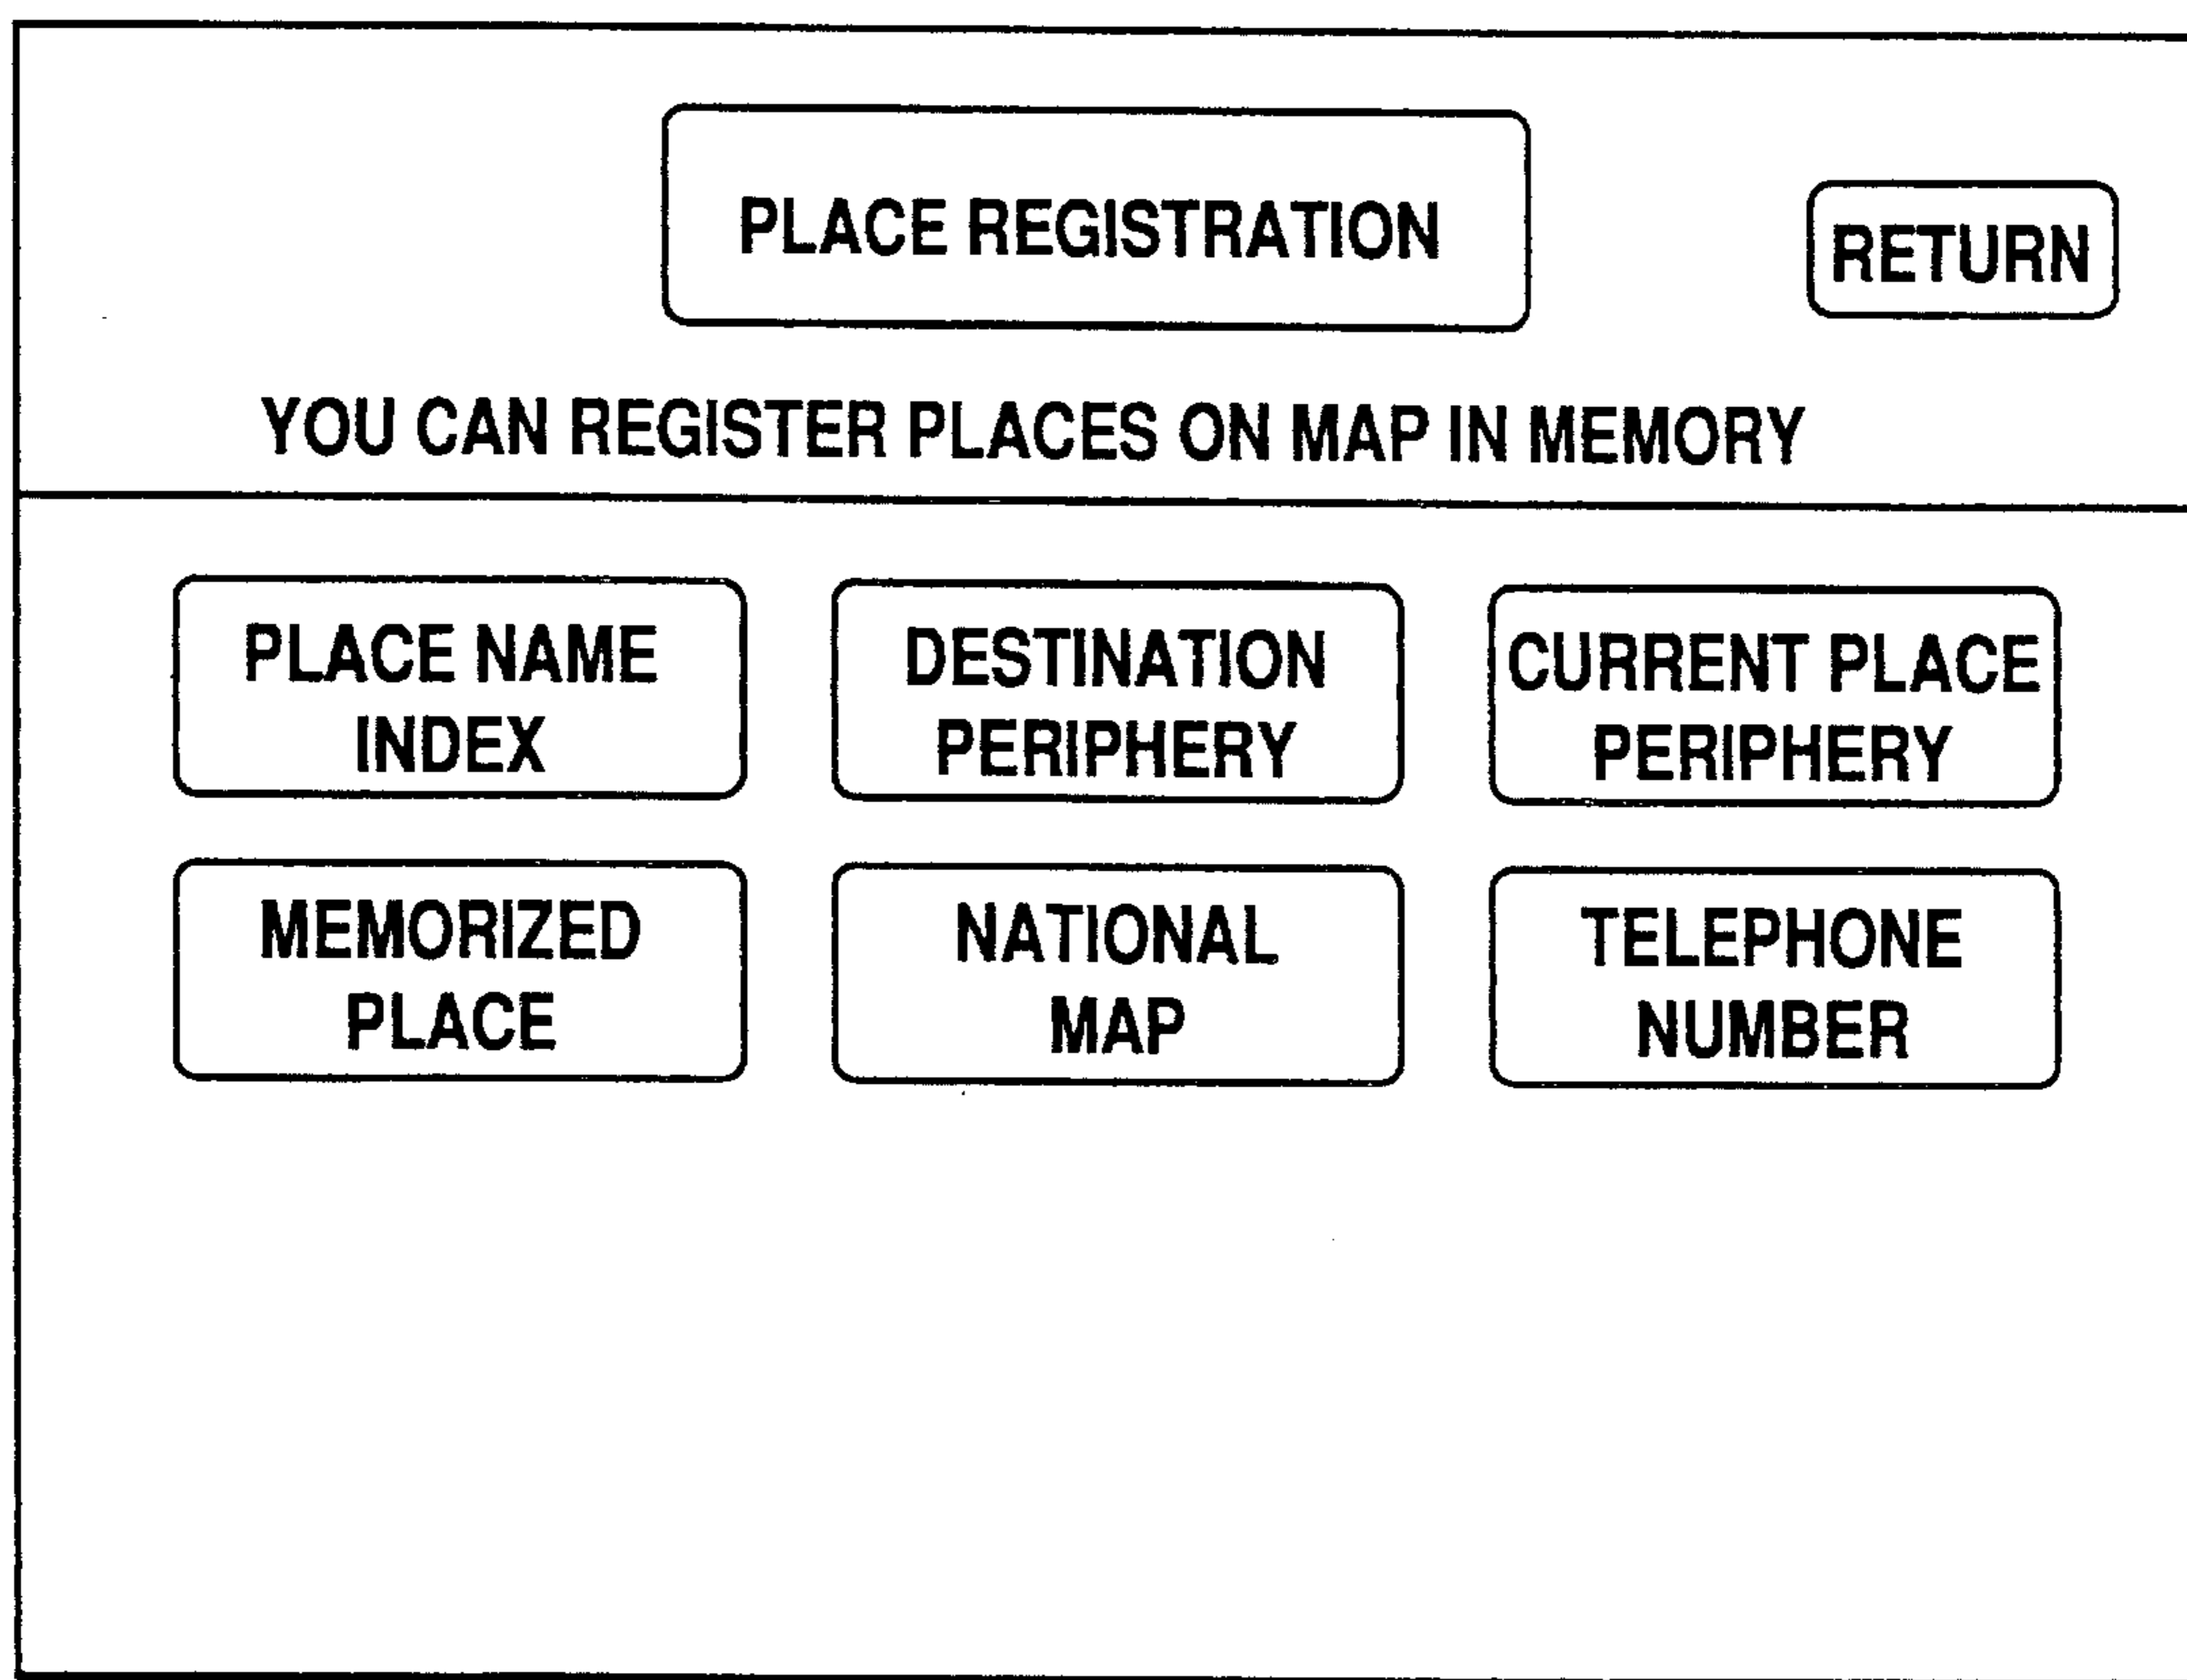 PLACE REGISTRATION
RETURN
YOU CAN REGISTER PLACES ON MAP IN MEMORY
PLACE NAME
INDEX
DESTINATION
PERIPHERY
CURRENT PLACE
PERIPHERY
MEMORIZED
PLACE
NATIONAL
MAP
TELEPHONE
NUMBER